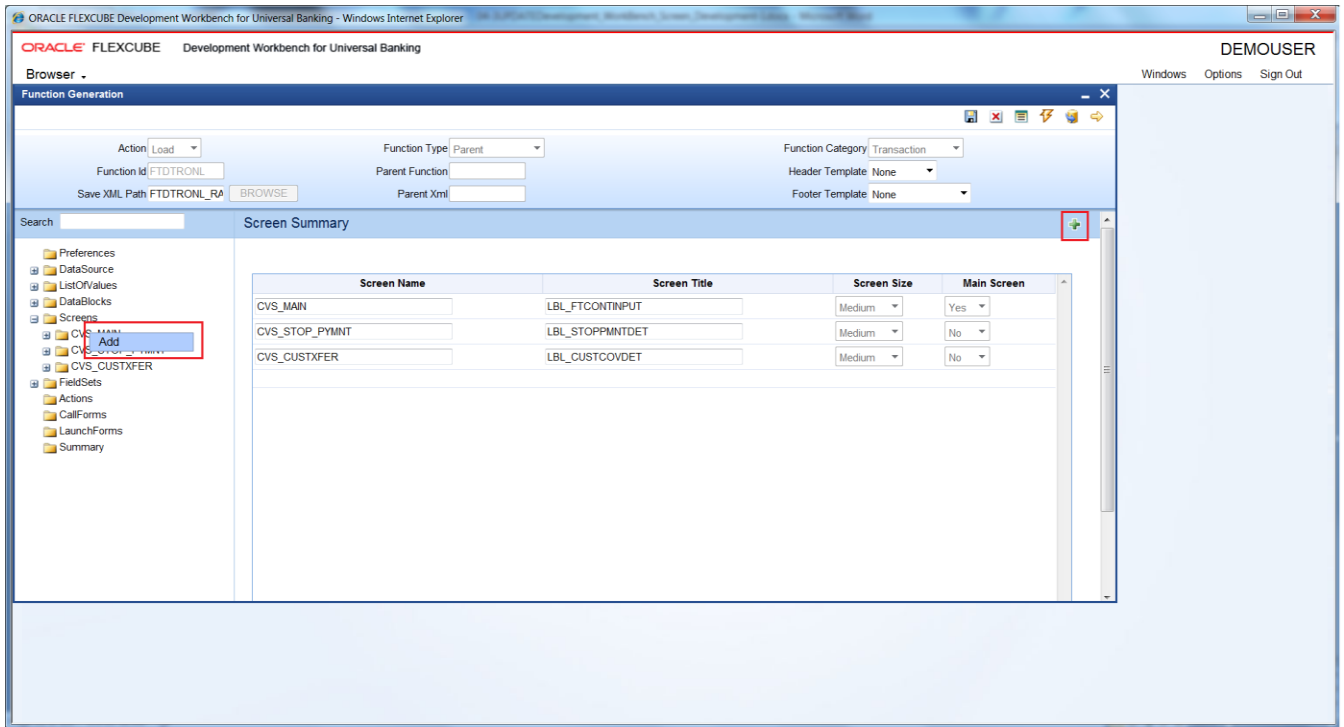 ORACLE FLEXCUBE Development Workbench for Universal Banking - Windows Internet Explorer
ORACLE FLEXCUBE Development Workbench for Universal Banking DEMOUSER
Browser Windows Options Sign Out
Function Generation
Action Load Function Type Parent Function Category Transaction
Function Id FTDTRONL Parent Function Header Template None
Save XML Path FTDTRONL_RA BROWSE Parent Xml Footer Template None
Search Screen Summary
Preferences
DataSource
ListOfValues
DataBlocks
Screens
CVS_MAIN
Add
CVS_STOP_PYMNT
CVS_CUSTXFER
FieldSets
Actions
CallForms
LaunchForms
Summary
Screen Name Screen Title Screen Size Main Screen
CVS_MAIN LBL_FTCONTINPUT Medium Yes
CVS_STOP_PYMNT LBL_STOPPMNTDET Medium No
CVS_CUSTXFER LBL_CUSTCOVDET Medium No